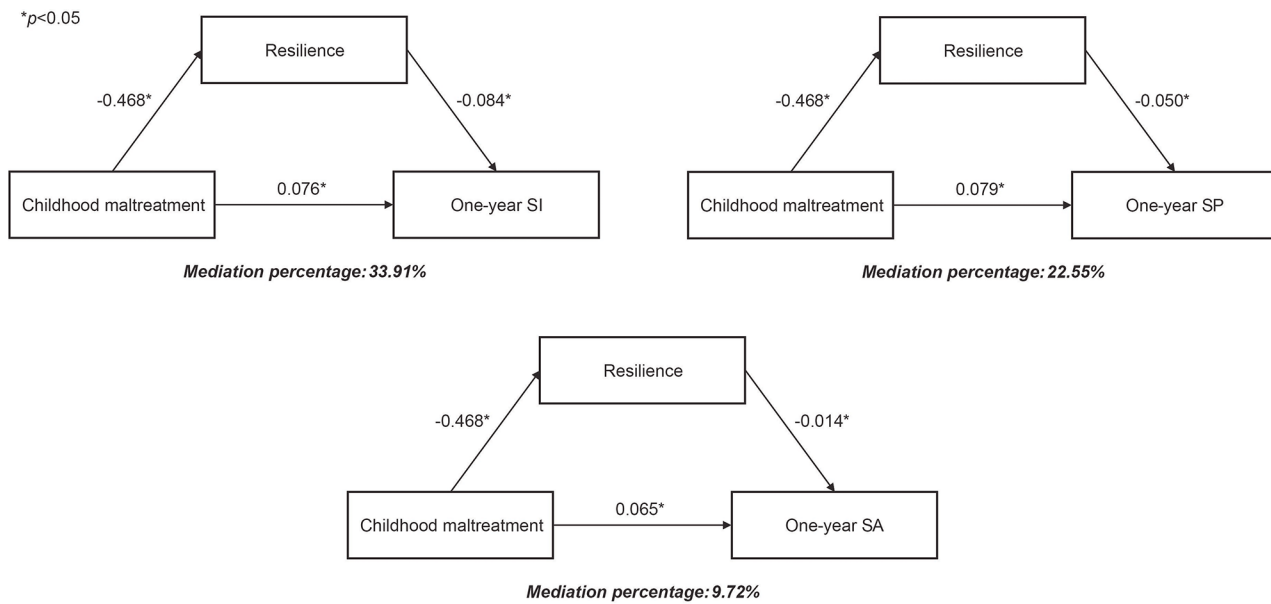 *p<0.05
Resilience
-0.468*
-0.084*
Childhood maltreatment
0.076*
One-year SI
Mediation percentage: 33.91%
Resilience
-0.468*
-0.050*
Childhood maltreatment
0.079*
One-year SP
Mediation percentage: 22.55%
Resilience
-0.468*
-0.014*
Childhood maltreatment
0.065*
One-year SA
Mediation percentage: 9.72%